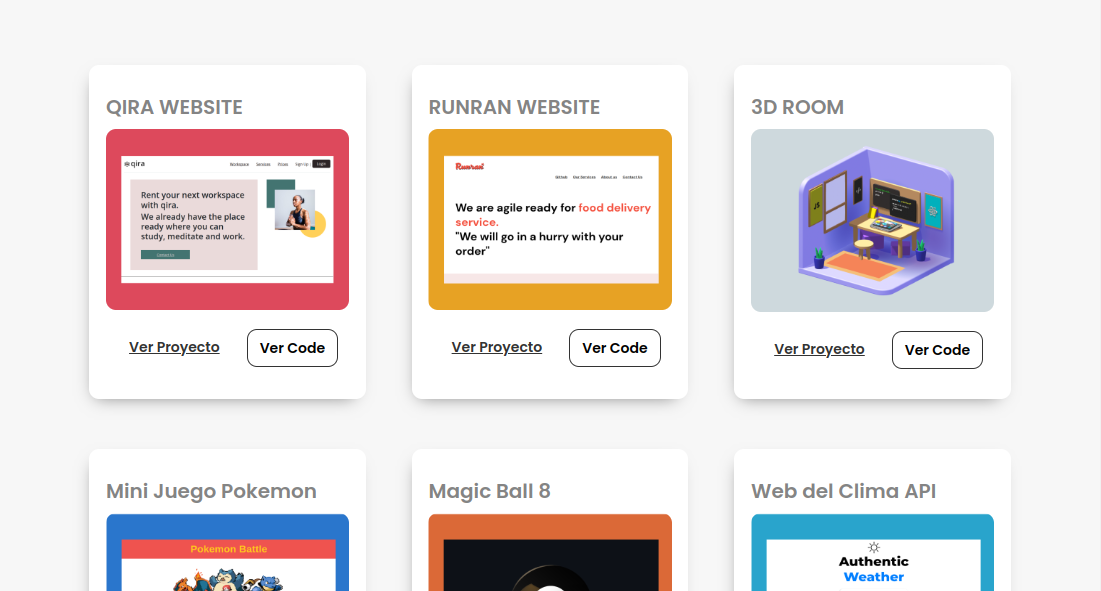 QIRA WEBSITE
qira
Workspace Services Prices Sign Up Login
Rent your next workspace
with qira.
We already have the place
ready where you can
study, meditate and work.
Contact Us
Ver Proyecto
Ver Code
RUNRAN WEBSITE
Runran
About us Contact Us
We are agile ready for food delivery
service.
"We will go in a hurry with your
order"
Ver Proyecto
Ver Code
3D ROOM
Ver Proyecto
Ver Code
Mini Juego Pokemon
Pokemon Battle
Magic Ball 8
Web del Clima API
Authentic
Weather